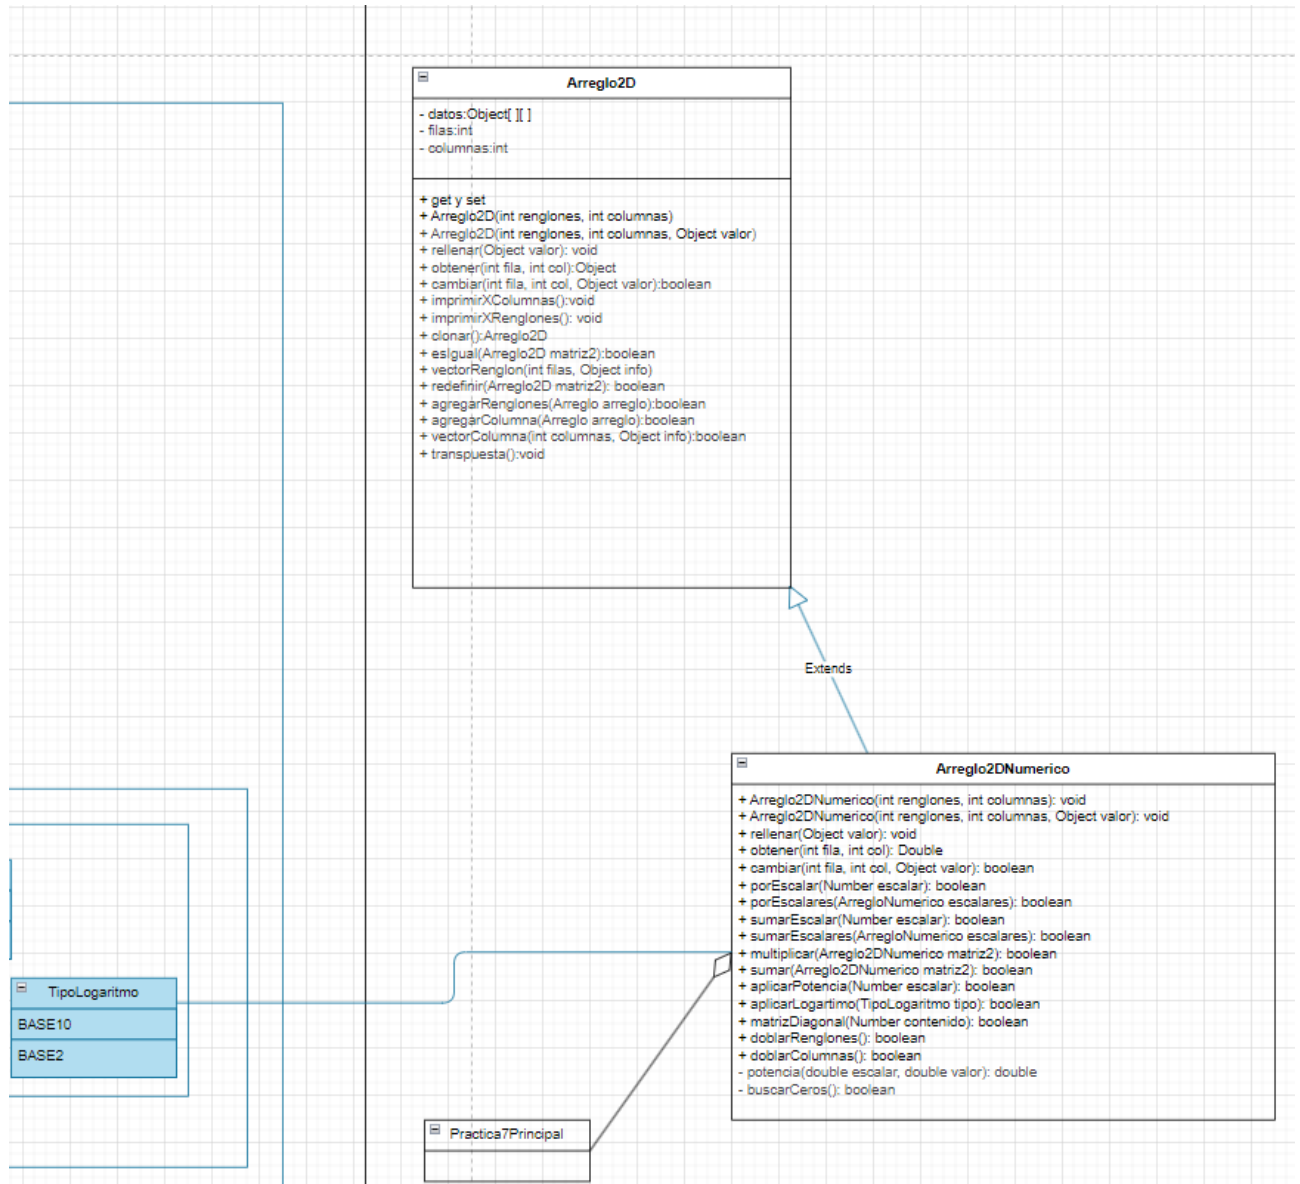 Arreglo2D
- datos:Object[ ][ ]
- filas:int
- columnas:int
+ get y set
+ Arreglo2D(int renglones, int columnas)
+ Arreglo2D(int renglones, int columnas, Object valor)
+ rellenar(Object valor): void
+ obtener(int fila, int col):Object
+ cambiar(int fila, int col, Object valor):boolean
+ imprimirXColumnas():void
+ imprimirXRenglones(): void
+ clonar():Arreglo2D
+ esIgual(Arreglo2D matriz2):boolean
+ vectorRenglon(int filas, Object info)
+ redefinir(Arreglo2D matriz2): boolean
+ agregarRenglones(Arreglo arreglo):boolean
+ agregarColumna(Arreglo arreglo):boolean
+ vectorColumna(int columnas, Object info):boolean
+ transpuesta():void
Extends
Arreglo2DNumerico
+ Arreglo2DNumerico(int renglones, int columnas): void
+ Arreglo2DNumerico(int renglones, int columnas, Object valor): void
+ rellenar(Object valor): void
+ obtener(int fila, int col): Double
+ cambiar(int fila, int col, Object valor): boolean
+ porEscalar(Number escalar): boolean
+ porEscalares(ArregloNumerico escalares): boolean
+ sumarEscalar(Number escalar): boolean
+ sumarEscalares(ArregloNumerico escalares): boolean
+ multiplicar(Arreglo2DNumerico matriz2): boolean
+ sumar(Arreglo2DNumerico matriz2): boolean
+ aplicarPotencia(Number escalar): boolean
+ aplicarLogartimo(TipoLogaritmo tipo): boolean
+ matrizDiagonal(Number contenido): boolean
+ doblarRenglones(): boolean
+ doblarColumnas(): boolean
- potencia(double escalar, double valor): double
- buscarCeros(): boolean
TipoLogaritmo
BASE10
BASE2
Practica7Principal